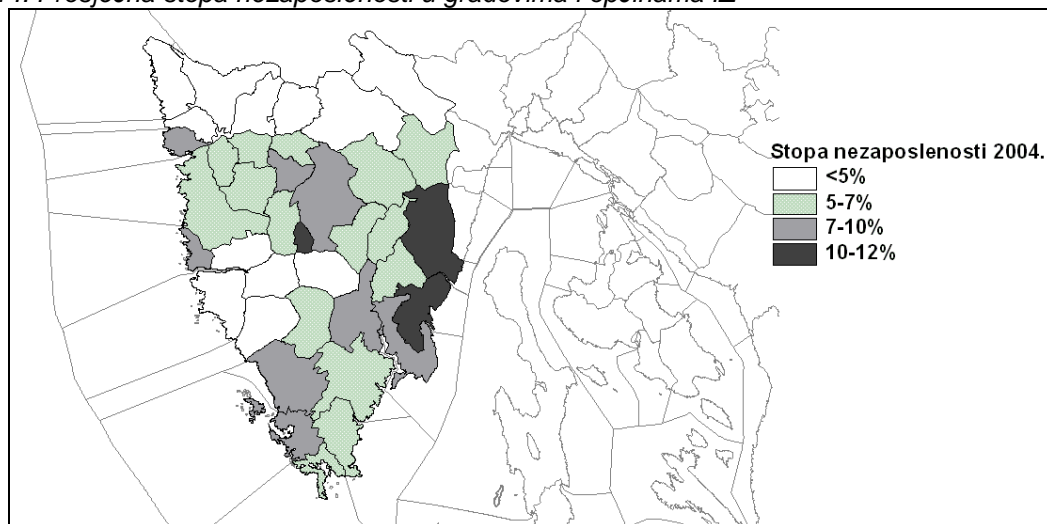 Prosječna stopa nezaposlenosti u gradovima i općinama IŽ
Stopa nezaposlenosti 2004.
<5%
5-7%
7-10%
10-12%